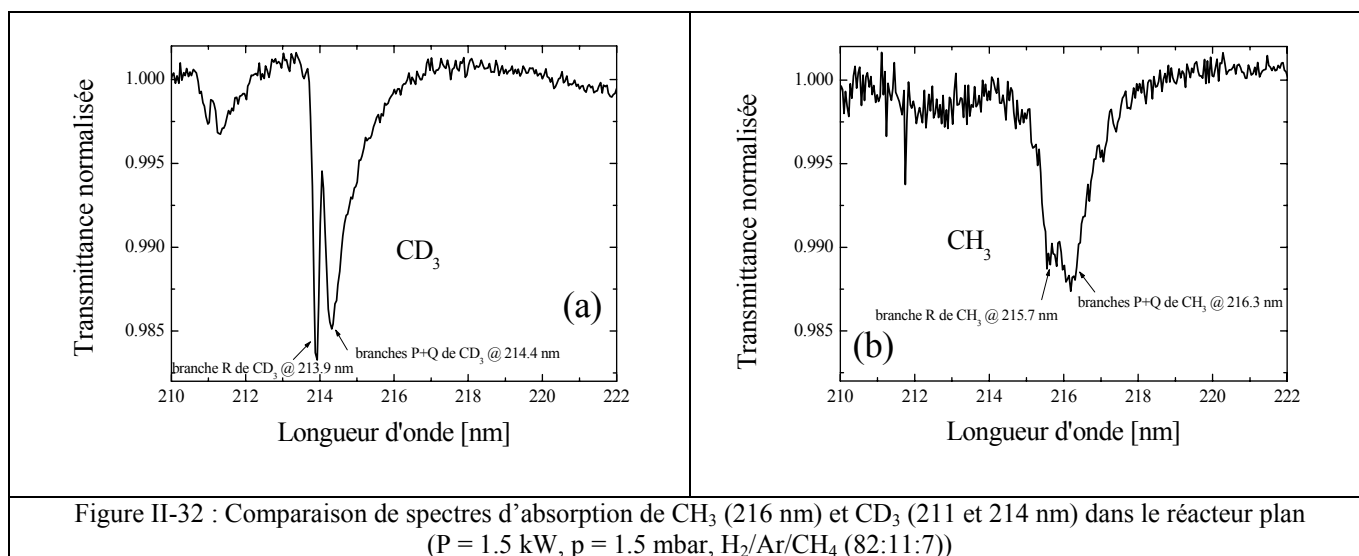 1.000
0.995
0.990
0.985
Transmittance normalisée
CD₃
(a)
branche R de CD₃ @ 213.9 nm
branches P+Q de CD₃ @ 214.4 nm
210 212 214 216 218 220 222
Longueur d'onde [nm]
1.000
0.995
0.990
0.985
Transmittance normalisée
CH₃
(b)
branche R de CH₃ @ 215.7 nm
branches P+Q de CH₃ @ 216.3 nm
210 212 214 216 218 220 222
Longueur d'onde [nm]
Figure II-32 : Comparaison de spectres d’absorption de CH₃ (216 nm) et CD₃ (211 et 214 nm) dans le réacteur plan
(P = 1.5 kW, p = 1.5 mbar, H₂/Ar/CH₄ (82:11:7))